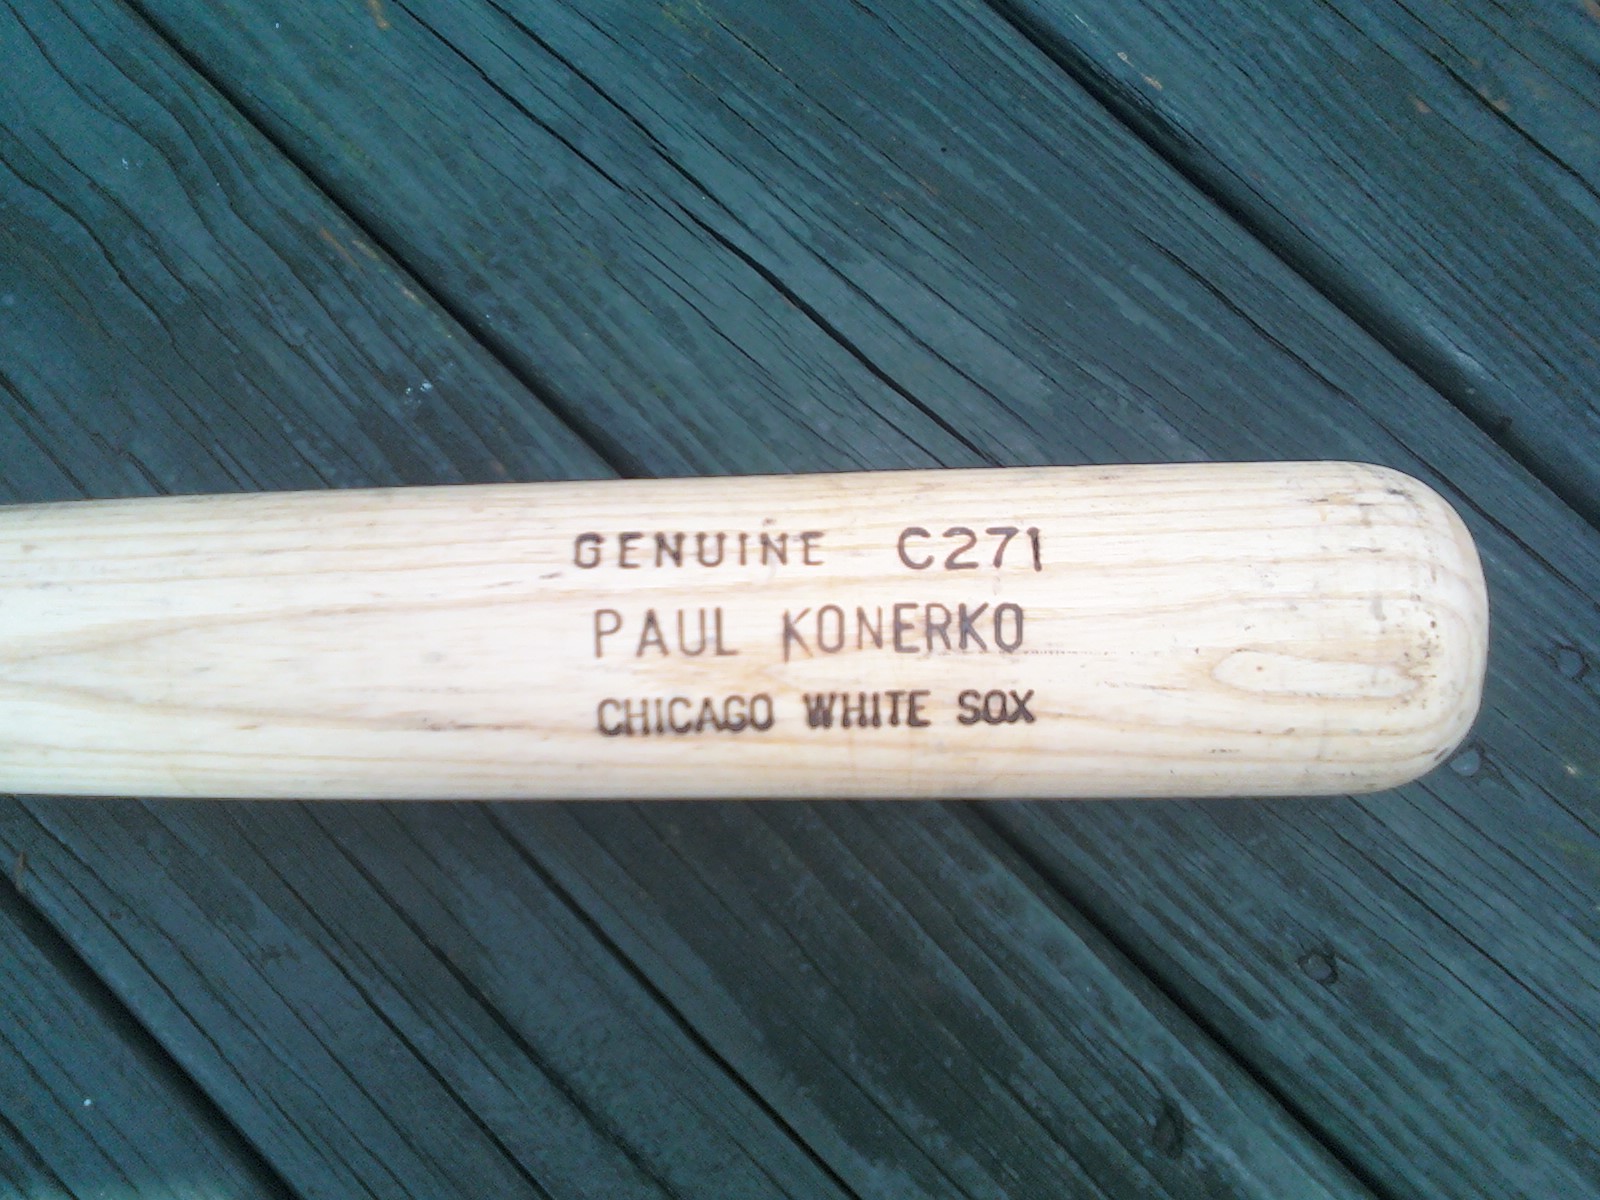 GENUINE C271
PAUL KONERKO
CHICAGO WHITE SOX